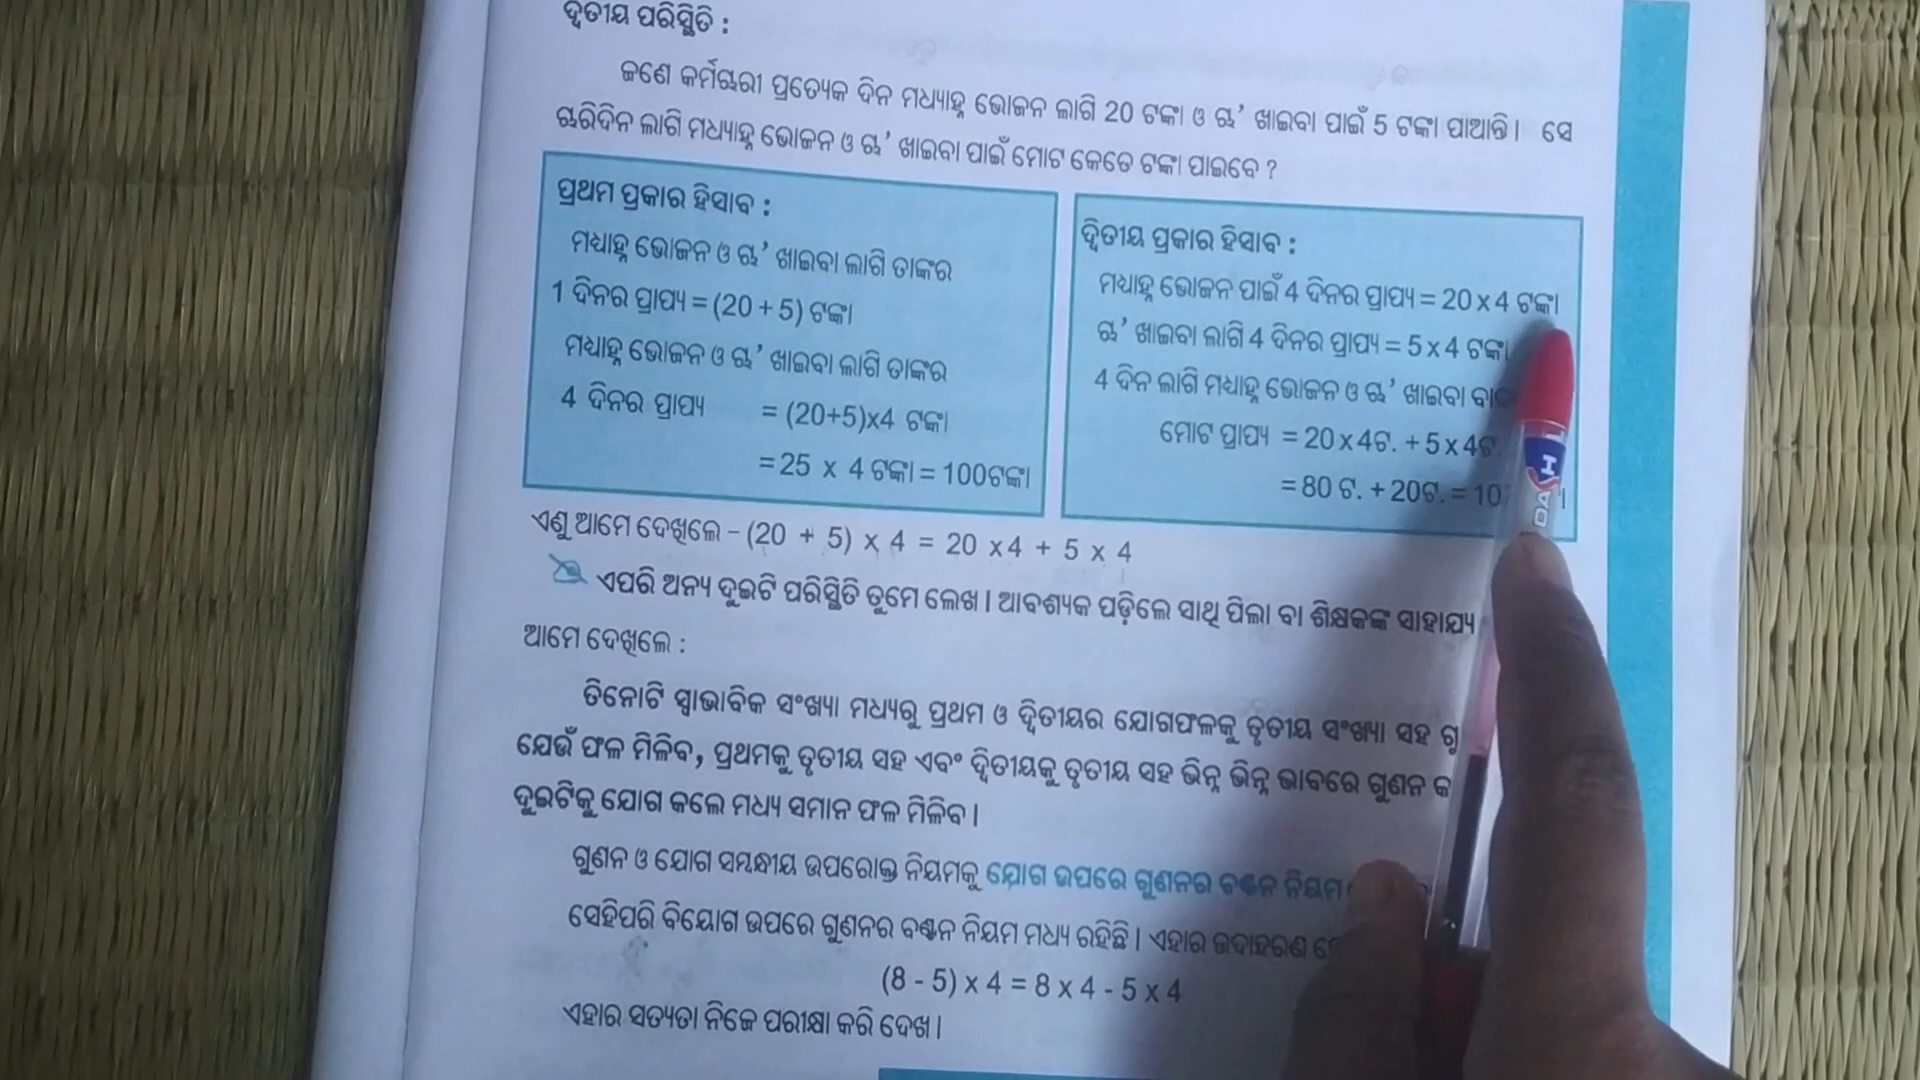 ଦ୍ୱିତୀୟ ପରିସ୍ଥିତି :
ଜଣେ କର୍ମଚାରୀ ପ୍ରତ୍ୟେକ ଦିନ ମଧ୍ୟାହ୍ନ ଭୋଜନ ଲାଗି 20 ଟଙ୍କା ଓ ଚା’ ଖାଇବା ପାଇଁ 5 ଟଙ୍କା ପାଆନ୍ତି। ସେ
ଚାରିଦିନ ଲାଗି ମଧ୍ୟାହ୍ନ ଭୋଜନ ଓ ଚା’ ଖାଇବା ପାଇଁ ମୋଟ କେତେ ଟଙ୍କା ପାଇବେ ?
ପ୍ରଥମ ପ୍ରକାର ହିସାବ :
ମଧ୍ୟାହ୍ନ ଭୋଜନ ଓ ଚା’ ଖାଇବା ଲାଗି ତାଙ୍କର
1 ଦିନର ପ୍ରାପ୍ୟ = (20 + 5) ଟଙ୍କା
ମଧ୍ୟାହ୍ନ ଭୋଜନ ଓ ଚା’ ଖାଇବା ଲାଗି ତାଙ୍କର
4 ଦିନର ପ୍ରାପ୍ୟ = (20+5)x4 ଟଙ୍କା
= 25 x 4 ଟଙ୍କା = 100ଟଙ୍କା
ଦ୍ୱିତୀୟ ପ୍ରକାର ହିସାବ :
ମଧ୍ୟାହ୍ନ ଭୋଜନ ପାଇଁ 4 ଦିନର ପ୍ରାପ୍ୟ = 20 x 4 ଟଙ୍କା
ଚା’ ଖାଇବା ଲାଗି 4 ଦିନର ପ୍ରାପ୍ୟ = 5 x 4 ଟଙ୍କା
4 ଦିନ ଲାଗି ମଧ୍ୟାହ୍ନ ଭୋଜନ ଓ ଚା’ ଖାଇବା
ମୋଟ ପ୍ରାପ୍ୟ = 20 x 4ଟ. + 5 x 4ଟ.
= 80 ଟ. + 20ଟ. = 10
ଏଣୁ ଆମେ ଦେଖିଲେ – (20 + 5) x 4 = 20 x 4 + 5 x 4
ଏପରି ଅନ୍ୟ ଦୁଇଟି ପରିସ୍ଥିତି ତୁମେ ଲେଖ। ଆବଶ୍ୟକ ପଡ଼ିଲେ ସାଥି ପିଲା ବା ଶିକ୍ଷକଙ୍କ ସାହାଯ୍ୟ
ଆମେ ଦେଖିଲେ :
ତିନୋଟି ସ୍ୱାଭାବିକ ସଂଖ୍ୟା ମଧ୍ୟରୁ ପ୍ରଥମ ଓ ଦ୍ୱିତୀୟର ଯୋଗଫଳକୁ ତୃତୀୟ ସଂଖ୍ୟା ସହ
ଯେଉଁ ଫଳ ମିଳିବ, ପ୍ରଥମକୁ ତୃତୀୟ ସହ ଏବଂ ଦ୍ୱିତୀୟକୁ ତୃତୀୟ ସହ ଭିନ୍ନ ଭିନ୍ନ ଭାବରେ ଗୁଣନ
ଦୁଇଟିକୁ ଯୋଗ କଲେ ମଧ୍ୟ ସମାନ ଫଳ ମିଳିବ।
ଗୁଣନ ଓ ଯୋଗ ସମ୍ବନ୍ଧୀୟ ଉପରୋକ୍ତ ନିୟମକୁ ଯୋଗ ଉପରେ ଗୁଣନର ବଣ୍ଟନ ନିୟମ
ସେହିପରି ବିୟୋଗ ଉପରେ ଗୁଣନର ବଣ୍ଟନ ନିୟମ ମଧ୍ୟ ରହିଛି। ଏହାର ଉଦାହରଣ
(8 - 5) x 4 = 8 x 4 - 5 x 4
ଏହାର ସତ୍ୟତା ନିଜେ ପରୀକ୍ଷା କରି ଦେଖ।